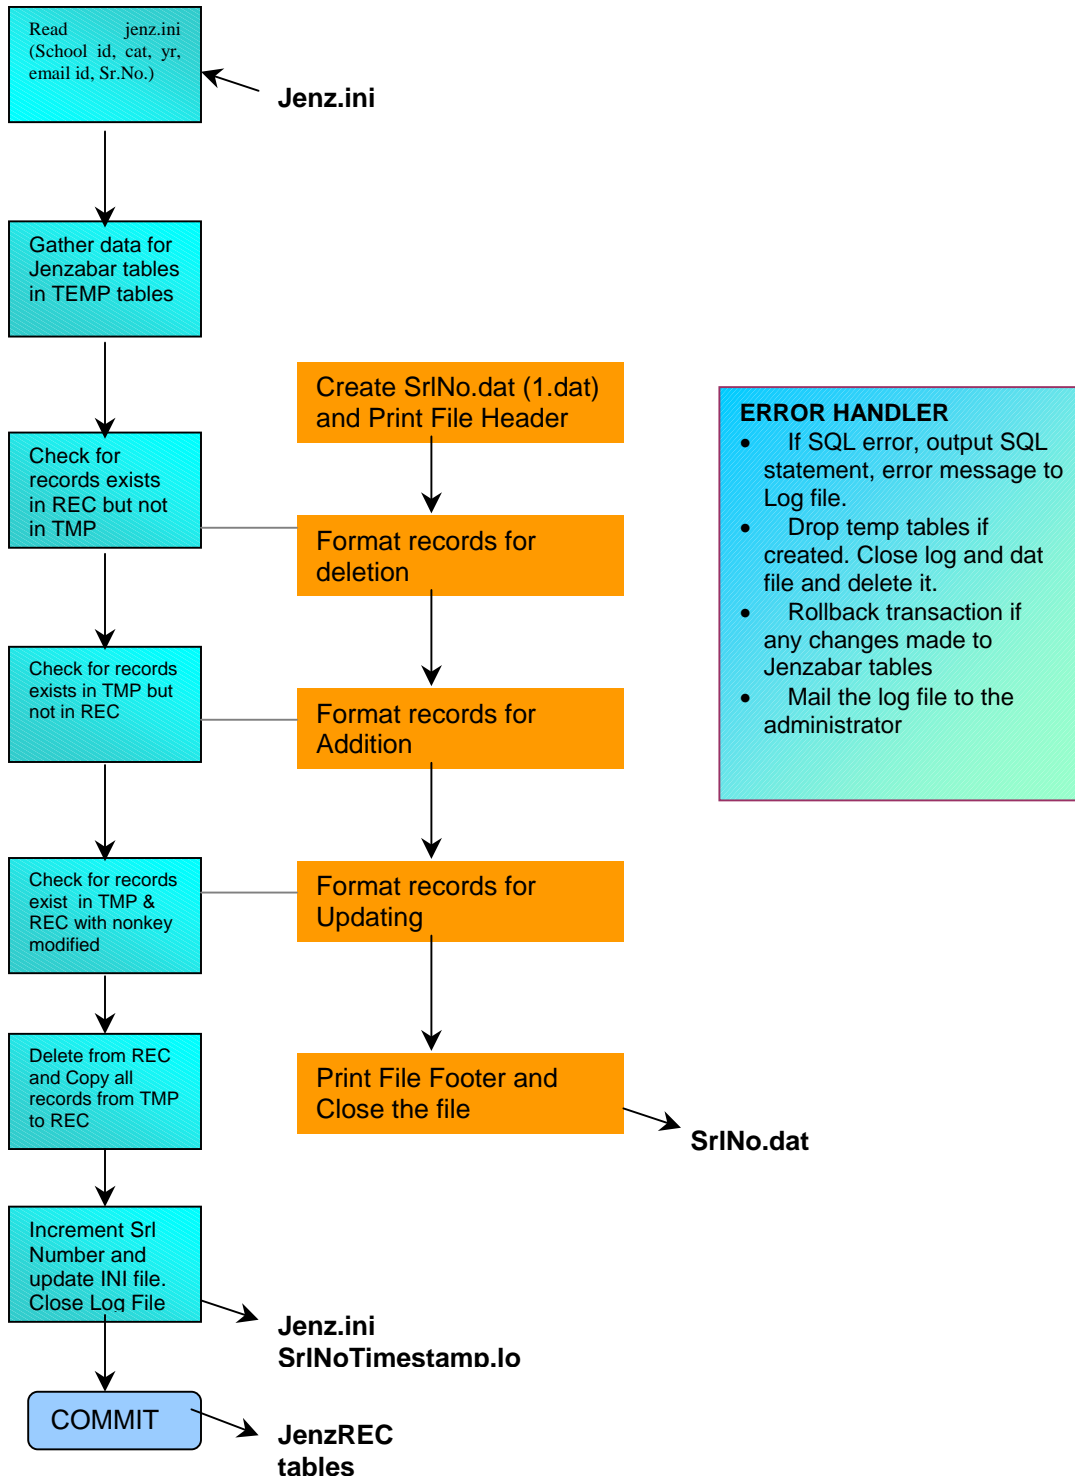 Read jenz.ini
(School id, cat, yr,
email id, Sr.No.)
Jenz.ini
Gather data for
Jenzabar tables
in TEMP tables
Check for
records exists
in REC but not
in TMP
Check for records
exists in TMP but
not in REC
Check for records
exist in TMP &
REC with nonkey
modified
Delete from REC
and Copy all
records from TMP
to REC
Increment Srl
Number and
update INI file.
Close Log File
Jenz.ini
SrlNoTimestamp.lo
COMMIT
JenzREC
tables
Create SrlNo.dat (1.dat)
and Print File Header
Format records for
deletion
Format records for
Addition
Format records for
Updating
Print File Footer and
Close the file
SrlNo.dat
ERROR HANDLER
• If SQL error, output SQL
statement, error message to
Log file.
• Drop temp tables if
created. Close log and dat
file and delete it.
• Rollback transaction if
any changes made to
Jenzabar tables
• Mail the log file to the
administrator